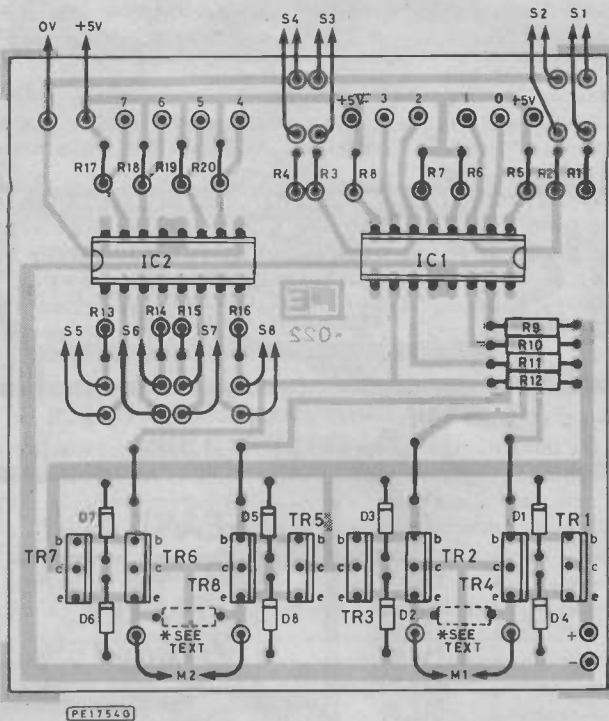 0V +5V S4 S3 S2 S1
7 6 5 4 +5V 3 2 1 0 +5V
R17 R18 R19 R20 R4 R3 R8 R7 R6 R5 R2 R1
IC2 IC1
PE
-022
R13 R14 R15 R16
S5 S6 S7 S8
R9
R10
R11
R12
D7 D5 TR5 D3 D1 TR1
b b b b b b b b
TR7 TR6 TR2
c c c c c c c c
TR8 TR4
e e e e e e e e
TR3
D6 D8 D2 D4
*SEE TEXT
*SEE TEXT
+
-
M2 M1
PE1754G